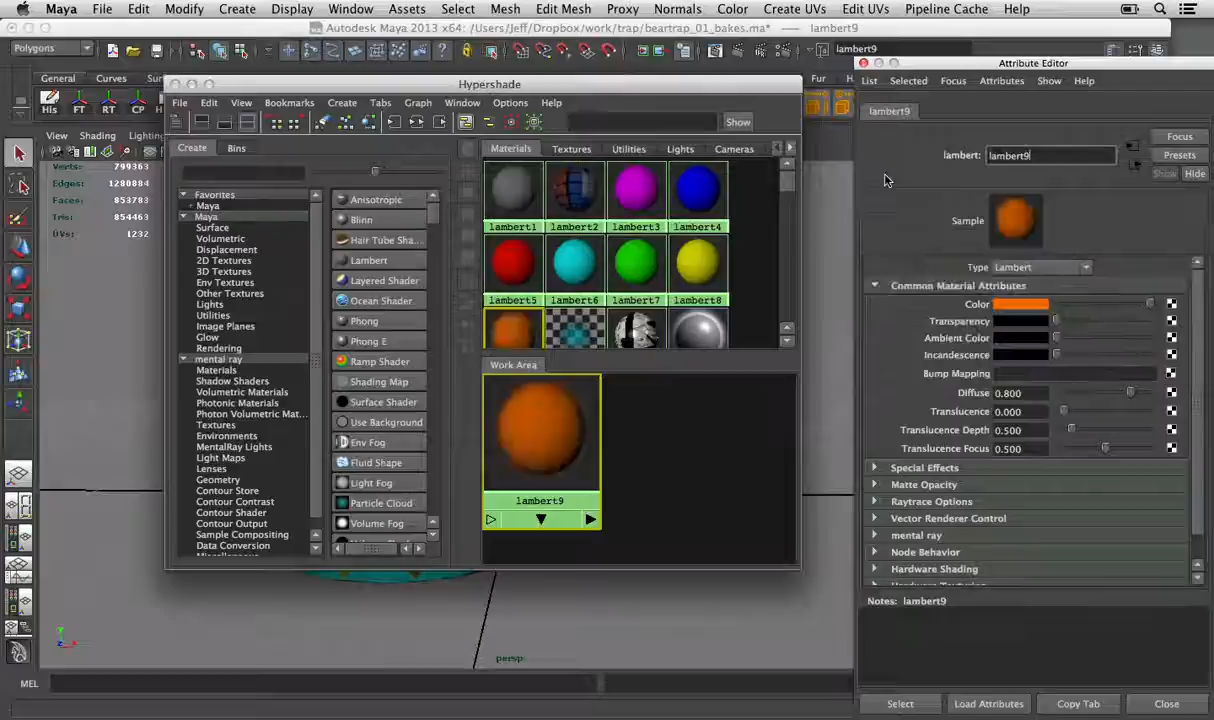 Maya File Edit Modify Create Display Window Assets Select Mesh Edit Mesh Proxy Normals Color Create UVs Edit UVs Pipeline Cache Help
Autodesk Maya 2013 x64: /Users/Jeff/Dropbox/work/trap/beartrap_01_bakes.ma* --- lambert9
Polygons
lambert9
General Curves Su
Fur
His FT RT CP
View Shading Lighting
Verts: 799363
Edges: 1280884
Faces: 853783
Tris: 854463
UVs: 1232
Hypershade
File Edit View Bookmarks Create Tabs Graph Window Options Help
Show
Create Bins
Favorites
Maya
Maya
Surface
Volumetric
Displacement
2D Textures
3D Textures
Env Textures
Other Textures
Lights
Utilities
Image Planes
Glow
Rendering
mental ray
Materials
Shadow Shaders
Volumetric Materials
Photonic Materials
Photon Volumetric Mat...
Textures
Environments
MentalRay Lights
Light Maps
Lenses
Geometry
Contour Store
Contour Contrast
Contour Shader
Contour Output
Sample Compositing
Data Conversion
Anisotropic
Blinn
Hair Tube Sha...
Lambert
Layered Shader
Ocean Shader
Phong
Phong E
Ramp Shader
Shading Map
Surface Shader
Use Background
Env Fog
Fluid Shape
Light Fog
Particle Cloud
Volume Fog
Materials Textures Utilities Lights Cameras
lambert1 lambert2 lambert3 lambert4
lambert5 lambert6 lambert7 lambert8
Work Area
lambert9
persp
MEL
Attribute Editor
List Selected Focus Attributes Show Help
lambert9
Focus
lambert: lambert9
Presets
Show Hide
Sample
Type Lambert
Common Material Attributes
Color
Transparency
Ambient Color
Incandescence
Bump Mapping
Diffuse 0.800
Translucence 0.000
Translucence Depth 0.500
Translucence Focus 0.500
Special Effects
Matte Opacity
Raytrace Options
Vector Renderer Control
mental ray
Node Behavior
Hardware Shading
Hardware Texturing
Notes: lambert9
Select Load Attributes Copy Tab Close